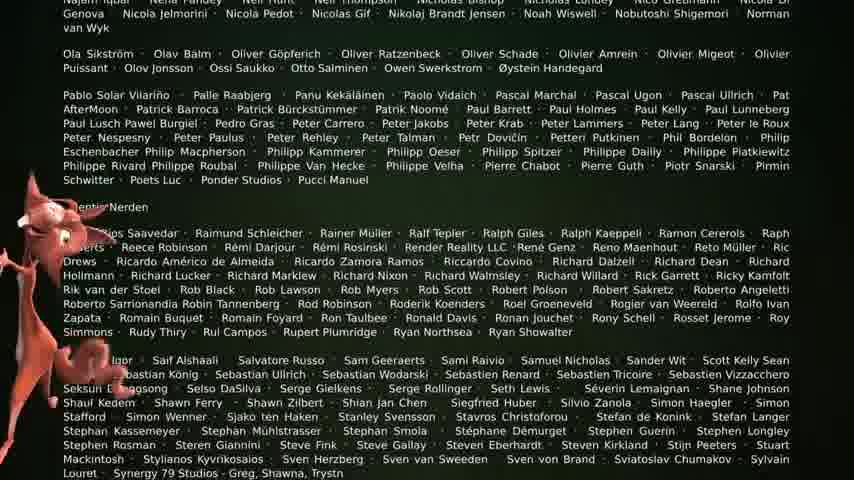 Najam Iqbal · Nena Pandey · Neil Hunt · Neil Thompson · Nicholas Bishop · Nicholas Londey · Nico Grebmann · Nicola Di
Genova · Nicola Jelmorini · Nicola Pedot · Nicolas Gif · Nikolaj Brandt Jensen · Noah Wiswell · Nobutoshi Shigemori · Norman
van Wyk
Ola Sikström · Olav Balm · Oliver Göpferich · Oliver Ratzenbeck · Oliver Schade · Olivier Amrein · Olivier Migeot · Olivier
Puissant · Olov Jonsson · Ossi Saukko · Otto Salminen · Owen Swerkstrom · Øystein Handegard
Pablo Solar Vilariño · Palle Raabjerg · Panu Kekäläinen · Paolo Vidaich · Pascal Marchal · Pascal Ugon · Pascal Ullrich · Pat
AfterMoon · Patrick Barroca · Patrick Bürckstümmer · Patrik Noomé · Paul Barrett · Paul Holmes · Paul Kelly · Paul Lunneberg
Paul Lusch Pawel Burgiel · Pedro Gras · Peter Carrero · Peter Jakobs · Peter Krab · Peter Lammers · Peter Lang · Peter le Roux
Peter Nespesny · Peter Paulus · Peter Rehley · Peter Talman · Petr Dovičin · Petteri Putkinen · Phil Bordelon · Philip
Eschenbacher Philip Macpherson · Philipp Kammerer · Philipp Oeser · Philipp Spitzer · Philippe Dailly · Philippe Piatkiewitz
Philippe Rivard Philippe Roubal · Philippe Van Hecke · Philippe Velha · Pierre Chabot · Pierre Guth · Piotr Snarski · Pirmin
Schwitter · Poets Luc · Ponder Studios · Pucci Manuel
Nerden
Saavedar · Raimund Schleicher · Rainer Müller · Ralf Tepler · Ralph Giles · Ralph Kaeppeli · Ramon Cererols · Raph
· Reece Robinson · Rémi Darjour · Rémi Rosinski · Render Reality LLC · René Genz · Reno Maenhout · Reto Müller · Ric
Drews · Ricardo Américo de Almeida · Ricardo Zamora Ramos · Riccardo Covino · Richard Dalzell · Richard Dean · Richard
Hollmann · Richard Lucker · Richard Marklew · Richard Nixon · Richard Walmsley · Richard Willard · Rick Garrett · Ricky Kamfolt
Rik van der Stoel · Rob Black · Rob Lawson · Rob Myers · Rob Scott · Robert Polson · Robert Sakretz · Roberto Angeletti
Roberto Sarrionandia Robin Tannenberg · Rod Robinson · Roderik Koenders · Roel Groeneveld · Rogier van Weereld · Rolfo Ivan
Zapata · Romain Buquet · Romain Foyard · Ron Taulbee · Ronald Davis · Ronan Jouchet · Rony Schell · Rosset Jerome · Roy
Simmons · Rudy Thiry · Rui Campos · Rupert Plumridge · Ryan Northsea · Ryan Showalter
Igor · Saif Alshaali · Salvatore Russo · Sam Geeraerts · Sami Raivio · Samuel Nicholas · Sander Wit · Scott Kelly Sean
König · Sebastian Ullrich · Sebastian Wodarski · Sebastien Renard · Sebastien Tricoire · Sebastien Vizzacchero
Seksun · Selso DaSilva · Serge Gielkens · Serge Rollinger · Seth Lewis · Séverin Lemaignan · Shane Johnson
Shaul Kedem · Shawn Ferry · Shawn Zilbert · Shian Jan Chen · Siegfried Huber · Silvio Zanola · Simon Haegler · Simon
Stafford · Simon Wenner · Sjako ten Haken · Stanley Svensson · Stavros Christoforou · Stefan de Konink · Stefan Langer
Stephan Kassemeyer · Stephan Mühlstrasser · Stephan Smola · Stéphane Démurget · Stephen Guerin · Stephen Longley
Stephen Rosman · Steren Giannini · Steve Fink · Steve Gallay · Steven Eberhardt · Steven Kirkland · Stijn Peeters · Stuart
Mackintosh · Stylianos Kyvrikosaios · Sven Herzberg · Sven van Sweeden · Sven von Brand · Sviatoslav Chumakov · Sylvain
Louret · Synergy 79 Studios - Greg, Shawna, Trystn